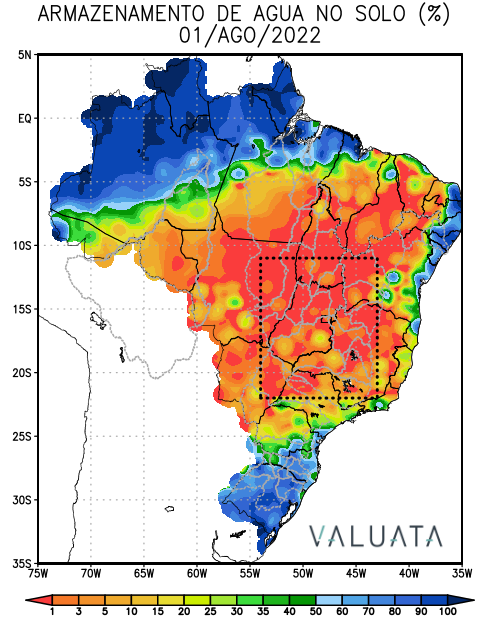 ARMAZENAMENTO DE AGUA NO SOLO (%)
01/AGO/2022
5N
EQ
5S
10S
15S
20S
25S
30S
35S
VALUATA
75W 70W 65W 60W 55W 50W 45W 40W 35W
1 3 5 10 15 20 25 30 35 40 50 60 70 80 90 100